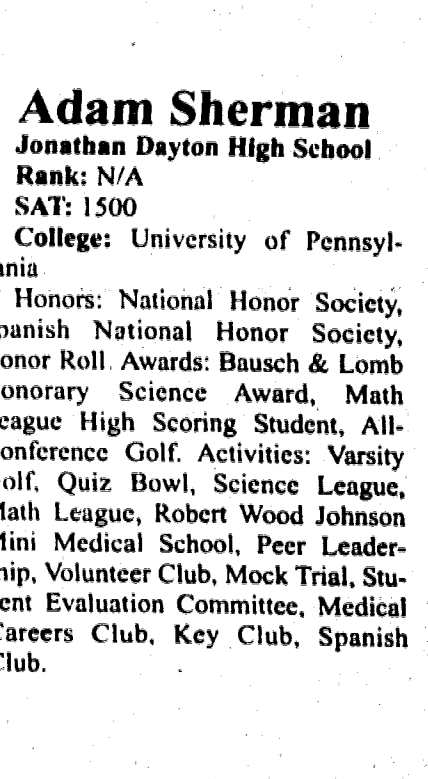 Adam Sherman
Jonathan Dayton High School
Rank: N/A
SAT: 1500
College: University of Pennsyl-
ania
Honors: National Honor Society,
panish National Honor Society,
onor Roll. Awards: Bausch & Lomb
onorary Science Award, Math
eague High Scoring Student, All-
onference Golf. Activities: Varsity
olf, Quiz Bowl, Science League,
Math League, Robert Wood Johnson
Mini Medical School, Peer Leader-
hip, Volunteer Club, Mock Trial, Stu-
ent Evaluation Committee, Medical
Careers Club, Key Club, Spanish
Club.